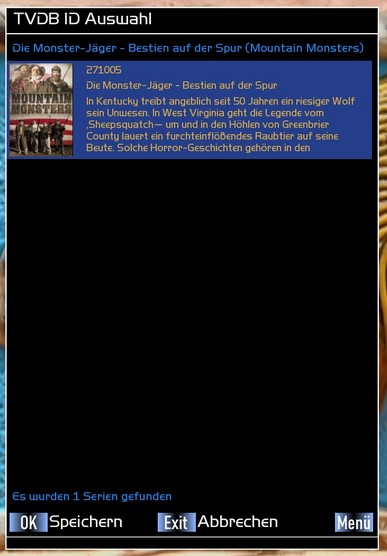 TVDB ID Auswahl
Die Monster-Jäger - Bestien auf der Spur (Mountain Monsters)
MOUNTAIN
MONSTERS
271005
Die Monster-Jäger - Bestien auf der Spur
In Kentucky treibt angeblich seit 50 Jahren ein riesiger Wolf
sein Unwesen. In West Virginia geht die Legende vom
‚Sheepsquatch— um und in den Höhlen von Greenbrier
County lauert ein furchteinflößendes Raubtier auf seine
Beute. Solche Horror-Geschichten gehören in den
Es wurden 1 Serien gefunden
OK Speichern Exit Abbrechen Menü